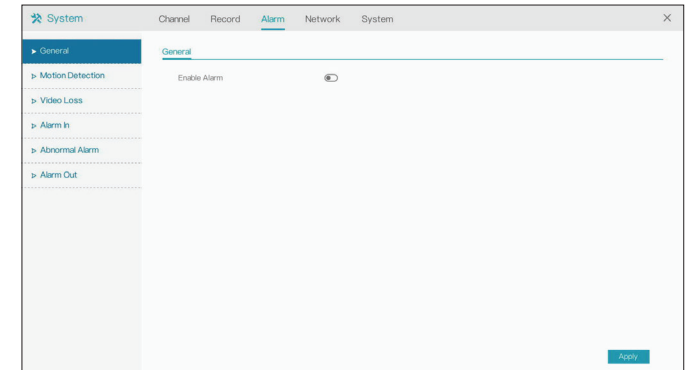 System
Channel Record Alarm Network System
General
Motion Detection
Video Loss
Alarm In
Abnormal Alarm
Alarm Out
General
Enable Alarm
Apply